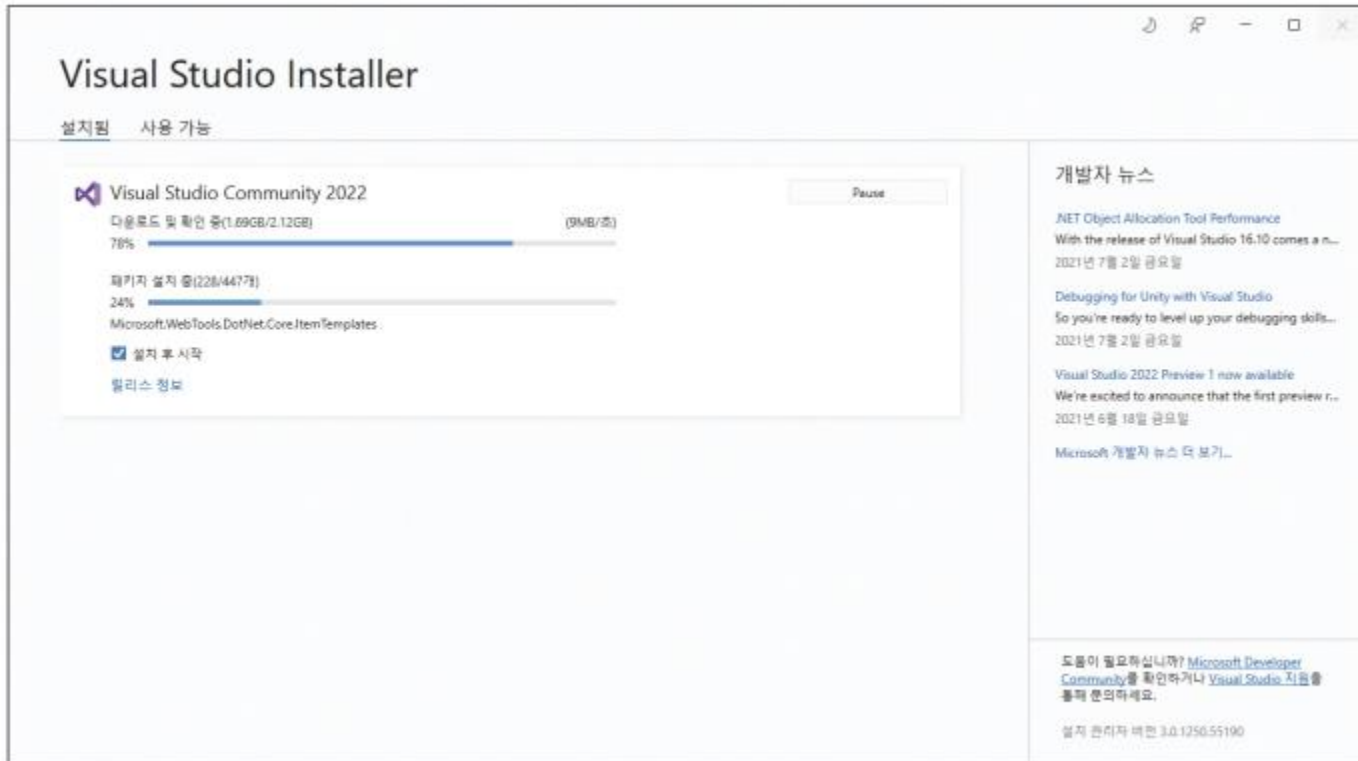 Visual Studio Installer
설치됨 사용 가능
Visual Studio Community 2022
Pause
다운로드 및 확인 중(1.69GB/2.12GB) (9MB/초)
78%
패키지 설치 중(228/447개)
24%
Microsoft.WebTools.DotNet.Core.ItemTemplates
설치 후 시작
릴리스 정보
개발자 뉴스
.NET Object Allocation Tool Performance
With the release of Visual Studio 16.10 comes a n...
2021년 7월 2일 금요일
Debugging for Unity with Visual Studio
So you're ready to level up your debugging skills...
2021년 7월 2일 금요일
Visual Studio 2022 Preview 1 now available
We're excited to announce that the first preview r...
2021년 6월 18일 금요일
Microsoft 개발자 뉴스 더 보기...
도움이 필요하십니까? Microsoft Developer
Community를 확인하거나 Visual Studio 지원을
통해 문의하세요.
설치 관리자 버전 3.0.1250.55190